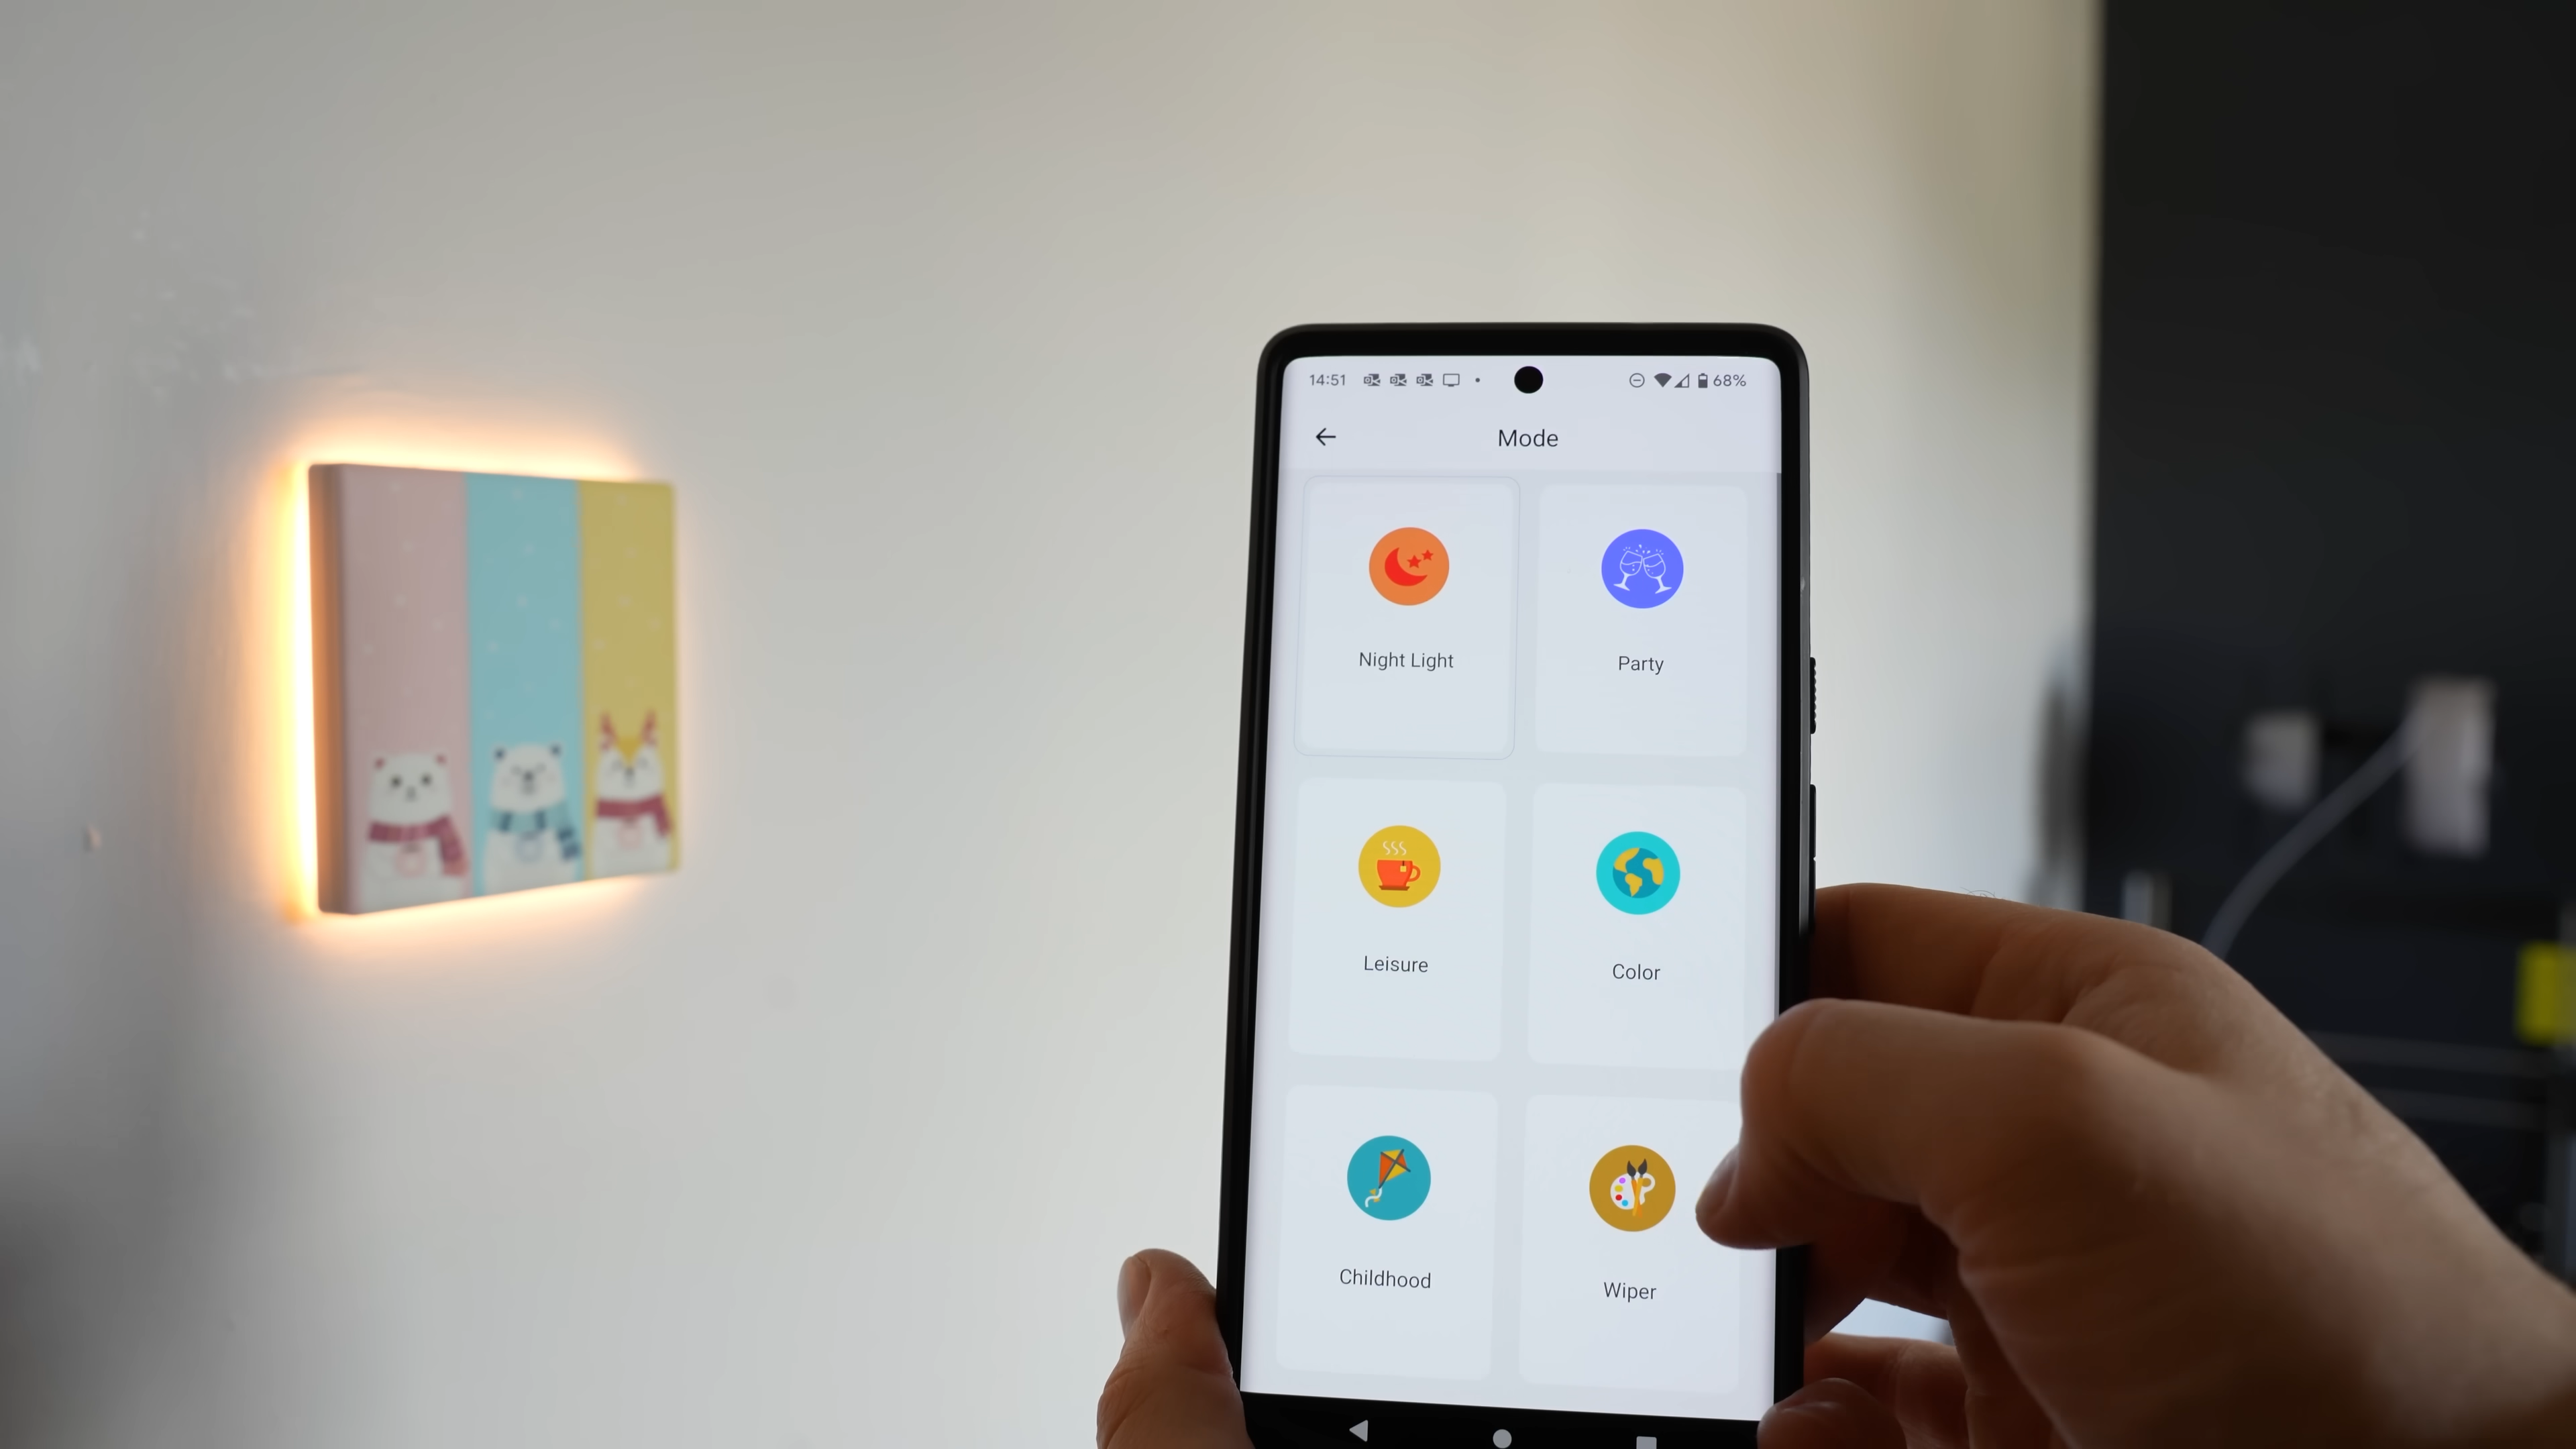 14:51 68%
Mode
Night Light
Party
Leisure
Color
Childhood
Wiper